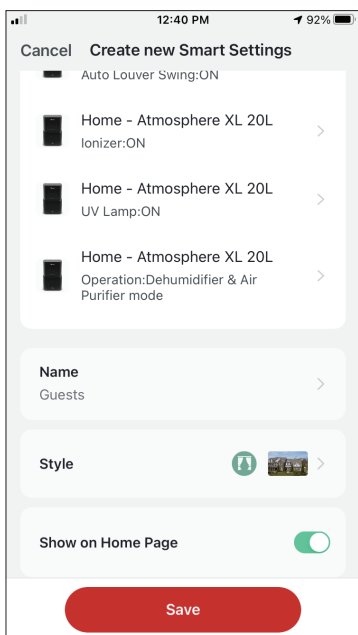 12:40 PM 92%
Cancel Create new Smart Settings
Auto Louver Swing:ON
Home - Atmosphere XL 20L
Ionizer:ON
Home - Atmosphere XL 20L
UV Lamp:ON
Home - Atmosphere XL 20L
Operation:Dehumidifier & Air
Purifier mode
Name
Guests
Style
Show on Home Page
Save